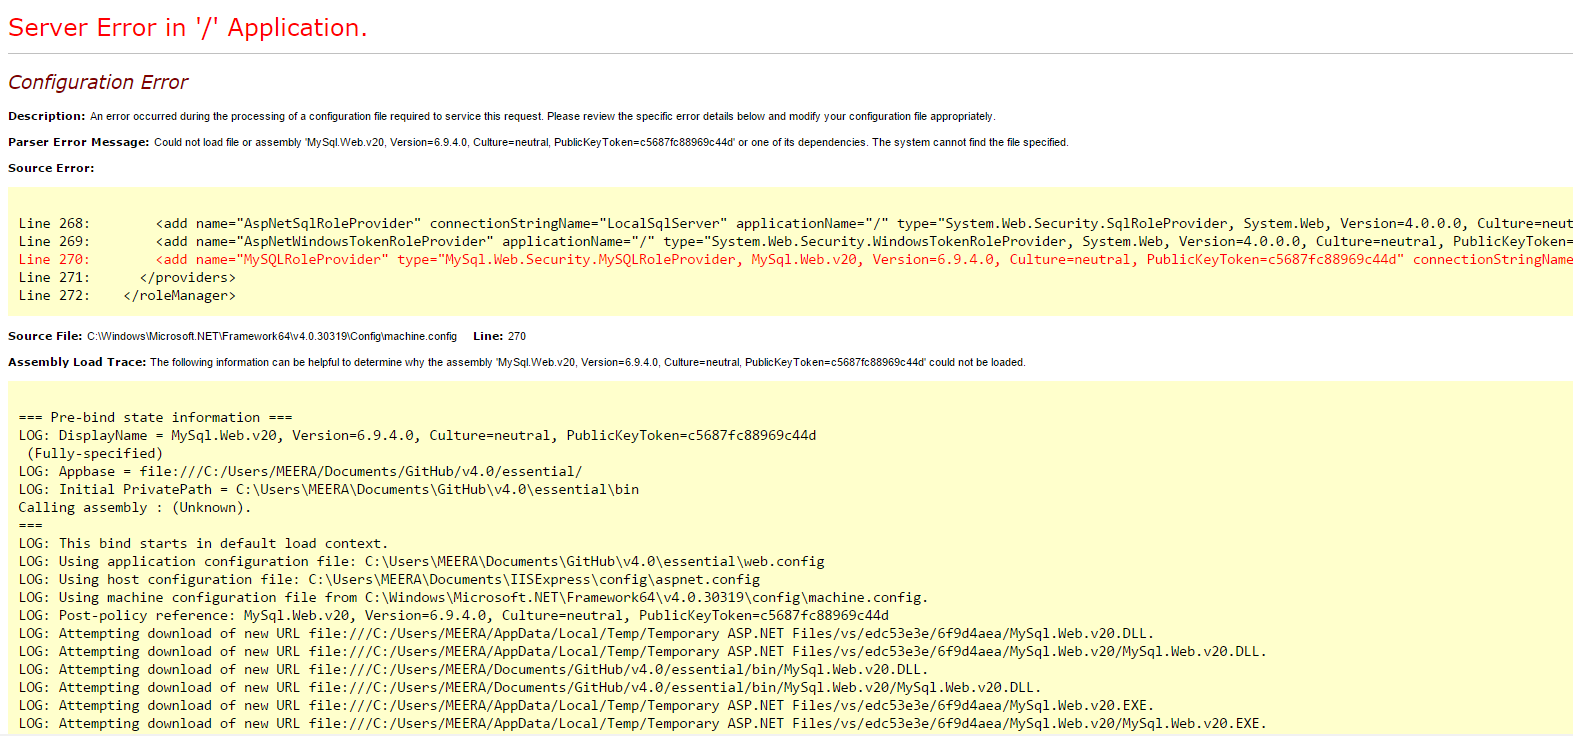 Server Error in '/' Application.
Configuration Error
Description: An error occurred during the processing of a configuration file required to service this request. Please review the specific error details below and modify your configuration file appropriately.
Parser Error Message: Could not load file or assembly 'MySql.Web.v20, Version=6.9.4.0, Culture=neutral, PublicKeyToken=c5687fc88969c44d' or one of its dependencies. The system cannot find the file specified.
Source Error:
Line 268:        <add name="AspNetSqlRoleProvider" connectionStringName="LocalSqlServer" applicationName="/" type="System.Web.Security.SqlRoleProvider, System.Web, Version=4.0.0.0, Culture=neut
Line 269:        <add name="AspNetWindowsTokenRoleProvider" applicationName="/" type="System.Web.Security.WindowsTokenRoleProvider, System.Web, Version=4.0.0.0, Culture=neutral, PublicKeyToken=
Line 270:        <add name="MySQLRoleProvider" type="MySql.Web.Security.MySQLRoleProvider, MySql.Web.v20, Version=6.9.4.0, Culture=neutral, PublicKeyToken=c5687fc88969c44d" connectionStringName
Line 271:      </providers>
Line 272:    </roleManager>
Source File: C:\Windows\Microsoft.NET\Framework64\v4.0.30319\Config\machine.config    Line: 270
Assembly Load Trace: The following information can be helpful to determine why the assembly 'MySql.Web.v20, Version=6.9.4.0, Culture=neutral, PublicKeyToken=c5687fc88969c44d' could not be loaded.
=== Pre-bind state information ===
LOG: DisplayName = MySql.Web.v20, Version=6.9.4.0, Culture=neutral, PublicKeyToken=c5687fc88969c44d
 (Fully-specified)
LOG: Appbase = file:///C:/Users/MEERA/Documents/GitHub/v4.0/essential/
LOG: Initial PrivatePath = C:\Users\MEERA\Documents\GitHub\v4.0\essential\bin
Calling assembly : (Unknown).
===
LOG: This bind starts in default load context.
LOG: Using application configuration file: C:\Users\MEERA\Documents\GitHub\v4.0\essential\web.config
LOG: Using host configuration file: C:\Users\MEERA\Documents\IISExpress\config\aspnet.config
LOG: Using machine configuration file from C:\Windows\Microsoft.NET\Framework64\v4.0.30319\config\machine.config.
LOG: Post-policy reference: MySql.Web.v20, Version=6.9.4.0, Culture=neutral, PublicKeyToken=c5687fc88969c44d
LOG: Attempting download of new URL file:///C:/Users/MEERA/AppData/Local/Temp/Temporary ASP.NET Files/vs/edc53e3e/6f9d4aea/MySql.Web.v20.DLL.
LOG: Attempting download of new URL file:///C:/Users/MEERA/AppData/Local/Temp/Temporary ASP.NET Files/vs/edc53e3e/6f9d4aea/MySql.Web.v20/MySql.Web.v20.DLL.
LOG: Attempting download of new URL file:///C:/Users/MEERA/Documents/GitHub/v4.0/essential/bin/MySql.Web.v20.DLL.
LOG: Attempting download of new URL file:///C:/Users/MEERA/Documents/GitHub/v4.0/essential/bin/MySql.Web.v20/MySql.Web.v20.DLL.
LOG: Attempting download of new URL file:///C:/Users/MEERA/AppData/Local/Temp/Temporary ASP.NET Files/vs/edc53e3e/6f9d4aea/MySql.Web.v20.EXE.
LOG: Attempting download of new URL file:///C:/Users/MEERA/AppData/Local/Temp/Temporary ASP.NET Files/vs/edc53e3e/6f9d4aea/MySql.Web.v20/MySql.Web.v20.EXE.